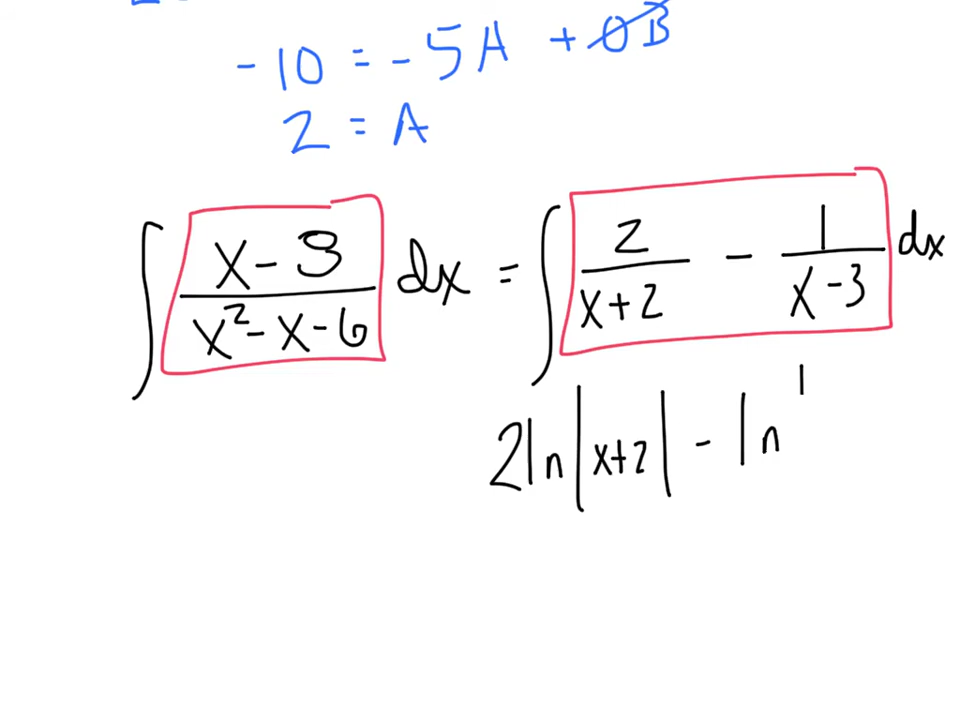 -10 = -5A + 0B
2 = A
∫ (x-3)/(x²-x-6) dx = ∫ 2/(x+2) - 1/(x-3) dx
2ln|x+2| - ln